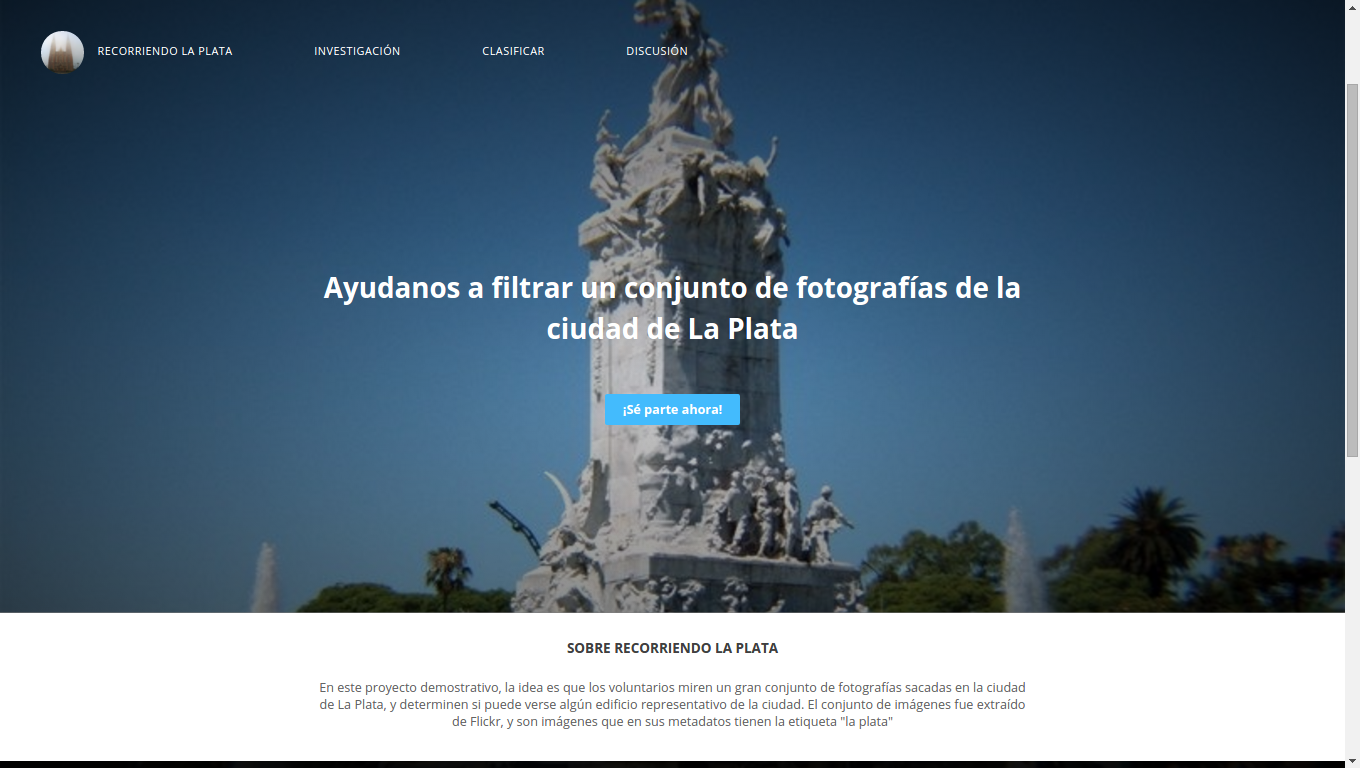 RECORRIENDO LA PLATA
INVESTIGACIÓN
CLASIFICAR
DISCUSIÓN
Ayudanos a filtrar un conjunto de fotografías de la
ciudad de La Plata
¡Sé parte ahora!
SOBRE RECORRIENDO LA PLATA
En este proyecto demostrativo, la idea es que los voluntarios miren un gran conjunto de fotografías sacadas en la ciudad
de La Plata, y determinen si puede verse algún edificio representativo de la ciudad. El conjunto de imágenes fue extraído
de Flickr, y son imágenes que en sus metadatos tienen la etiqueta "la plata"